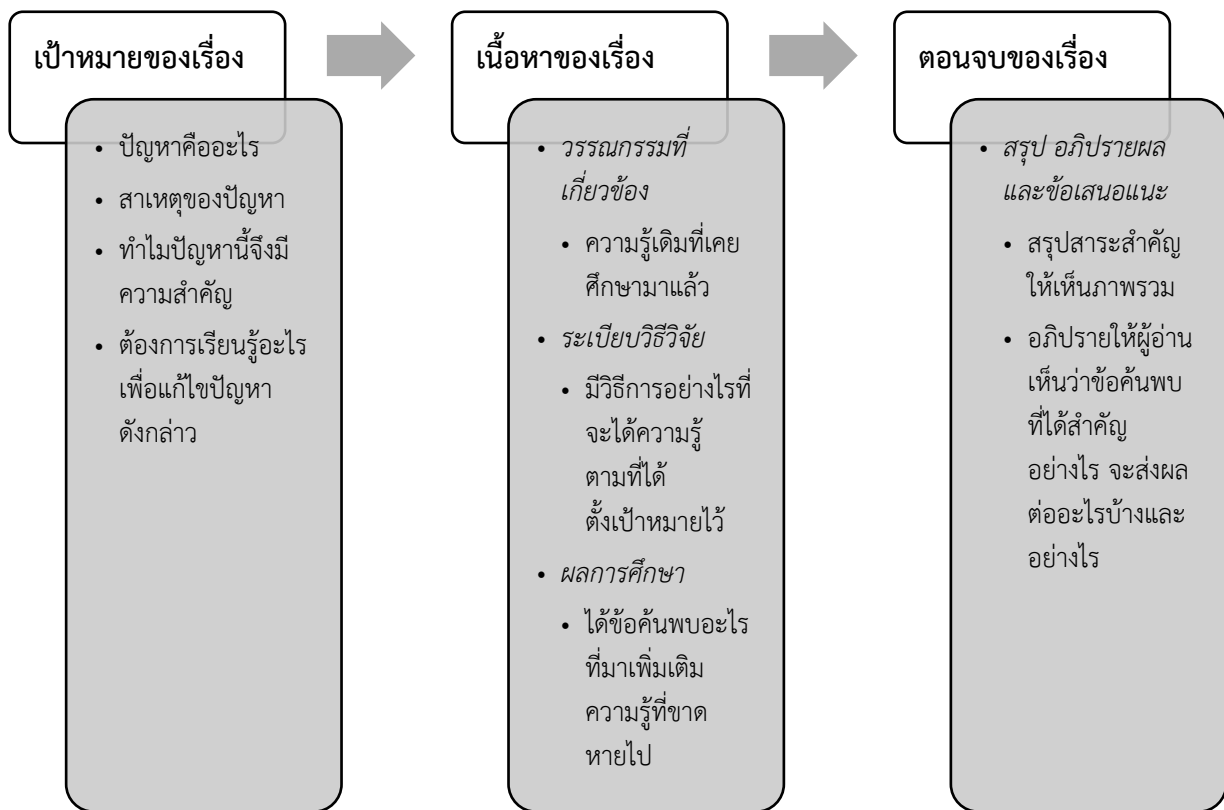 เป้าหมายของเรื่อง
• ปัญหาคืออะไร
• สาเหตุของปัญหา
• ทำไมปัญหานี้จึงมี
ความสำคัญ
• ต้องการเรียนรู้อะไร
เพื่อแก้ไขปัญหา
ดังกล่าว
เนื้อหาของเรื่อง
• วรรณกรรมที่
เกี่ยวข้อง
• ความรู้เดิมที่เคย
ศึกษามาแล้ว
• ระเบียบวิธีวิจัย
• มีวิธีการอย่างไรที่
จะได้ความรู้
ตามที่ได้
ตั้งเป้าหมายไว้
• ผลการศึกษา
• ได้ข้อค้นพบอะไร
ที่มาเพิ่มเติม
ความรู้ที่ขาด
หายไป
ตอนจบของเรื่อง
• สรุป อภิปรายผล
และข้อเสนอแนะ
• สรุปสาระสำคัญ
ให้เห็นภาพรวม
• อภิปรายให้ผู้อ่าน
เห็นว่าข้อค้นพบ
ที่ได้สำคัญ
อย่างไร จะส่งผล
ต่ออะไรบ้างและ
อย่างไร